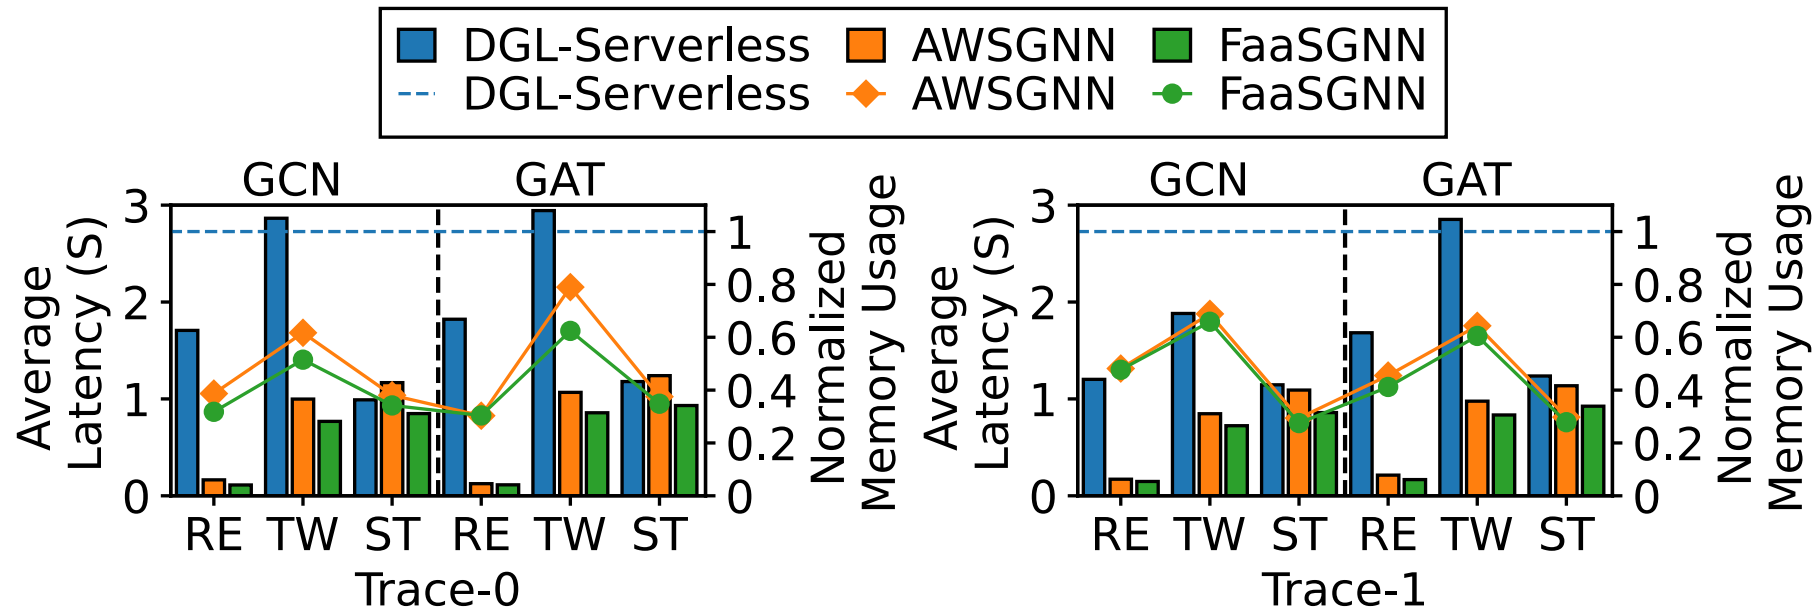 DGL-Serverless AWSGNN FaaSGNN
DGL-Serverless AWSGNN FaaSGNN
GCN GAT
Average
Latency (S)
3
2
1
0
1
0.8
0.6
0.4
0.2
0
Normalized
Memory Usage
RE TW ST RE TW ST
Trace-0
GCN GAT
Average
Latency (S)
3
2
1
0
1
0.8
0.6
0.4
0.2
0
Normalized
Memory Usage
RE TW ST RE TW ST
Trace-1